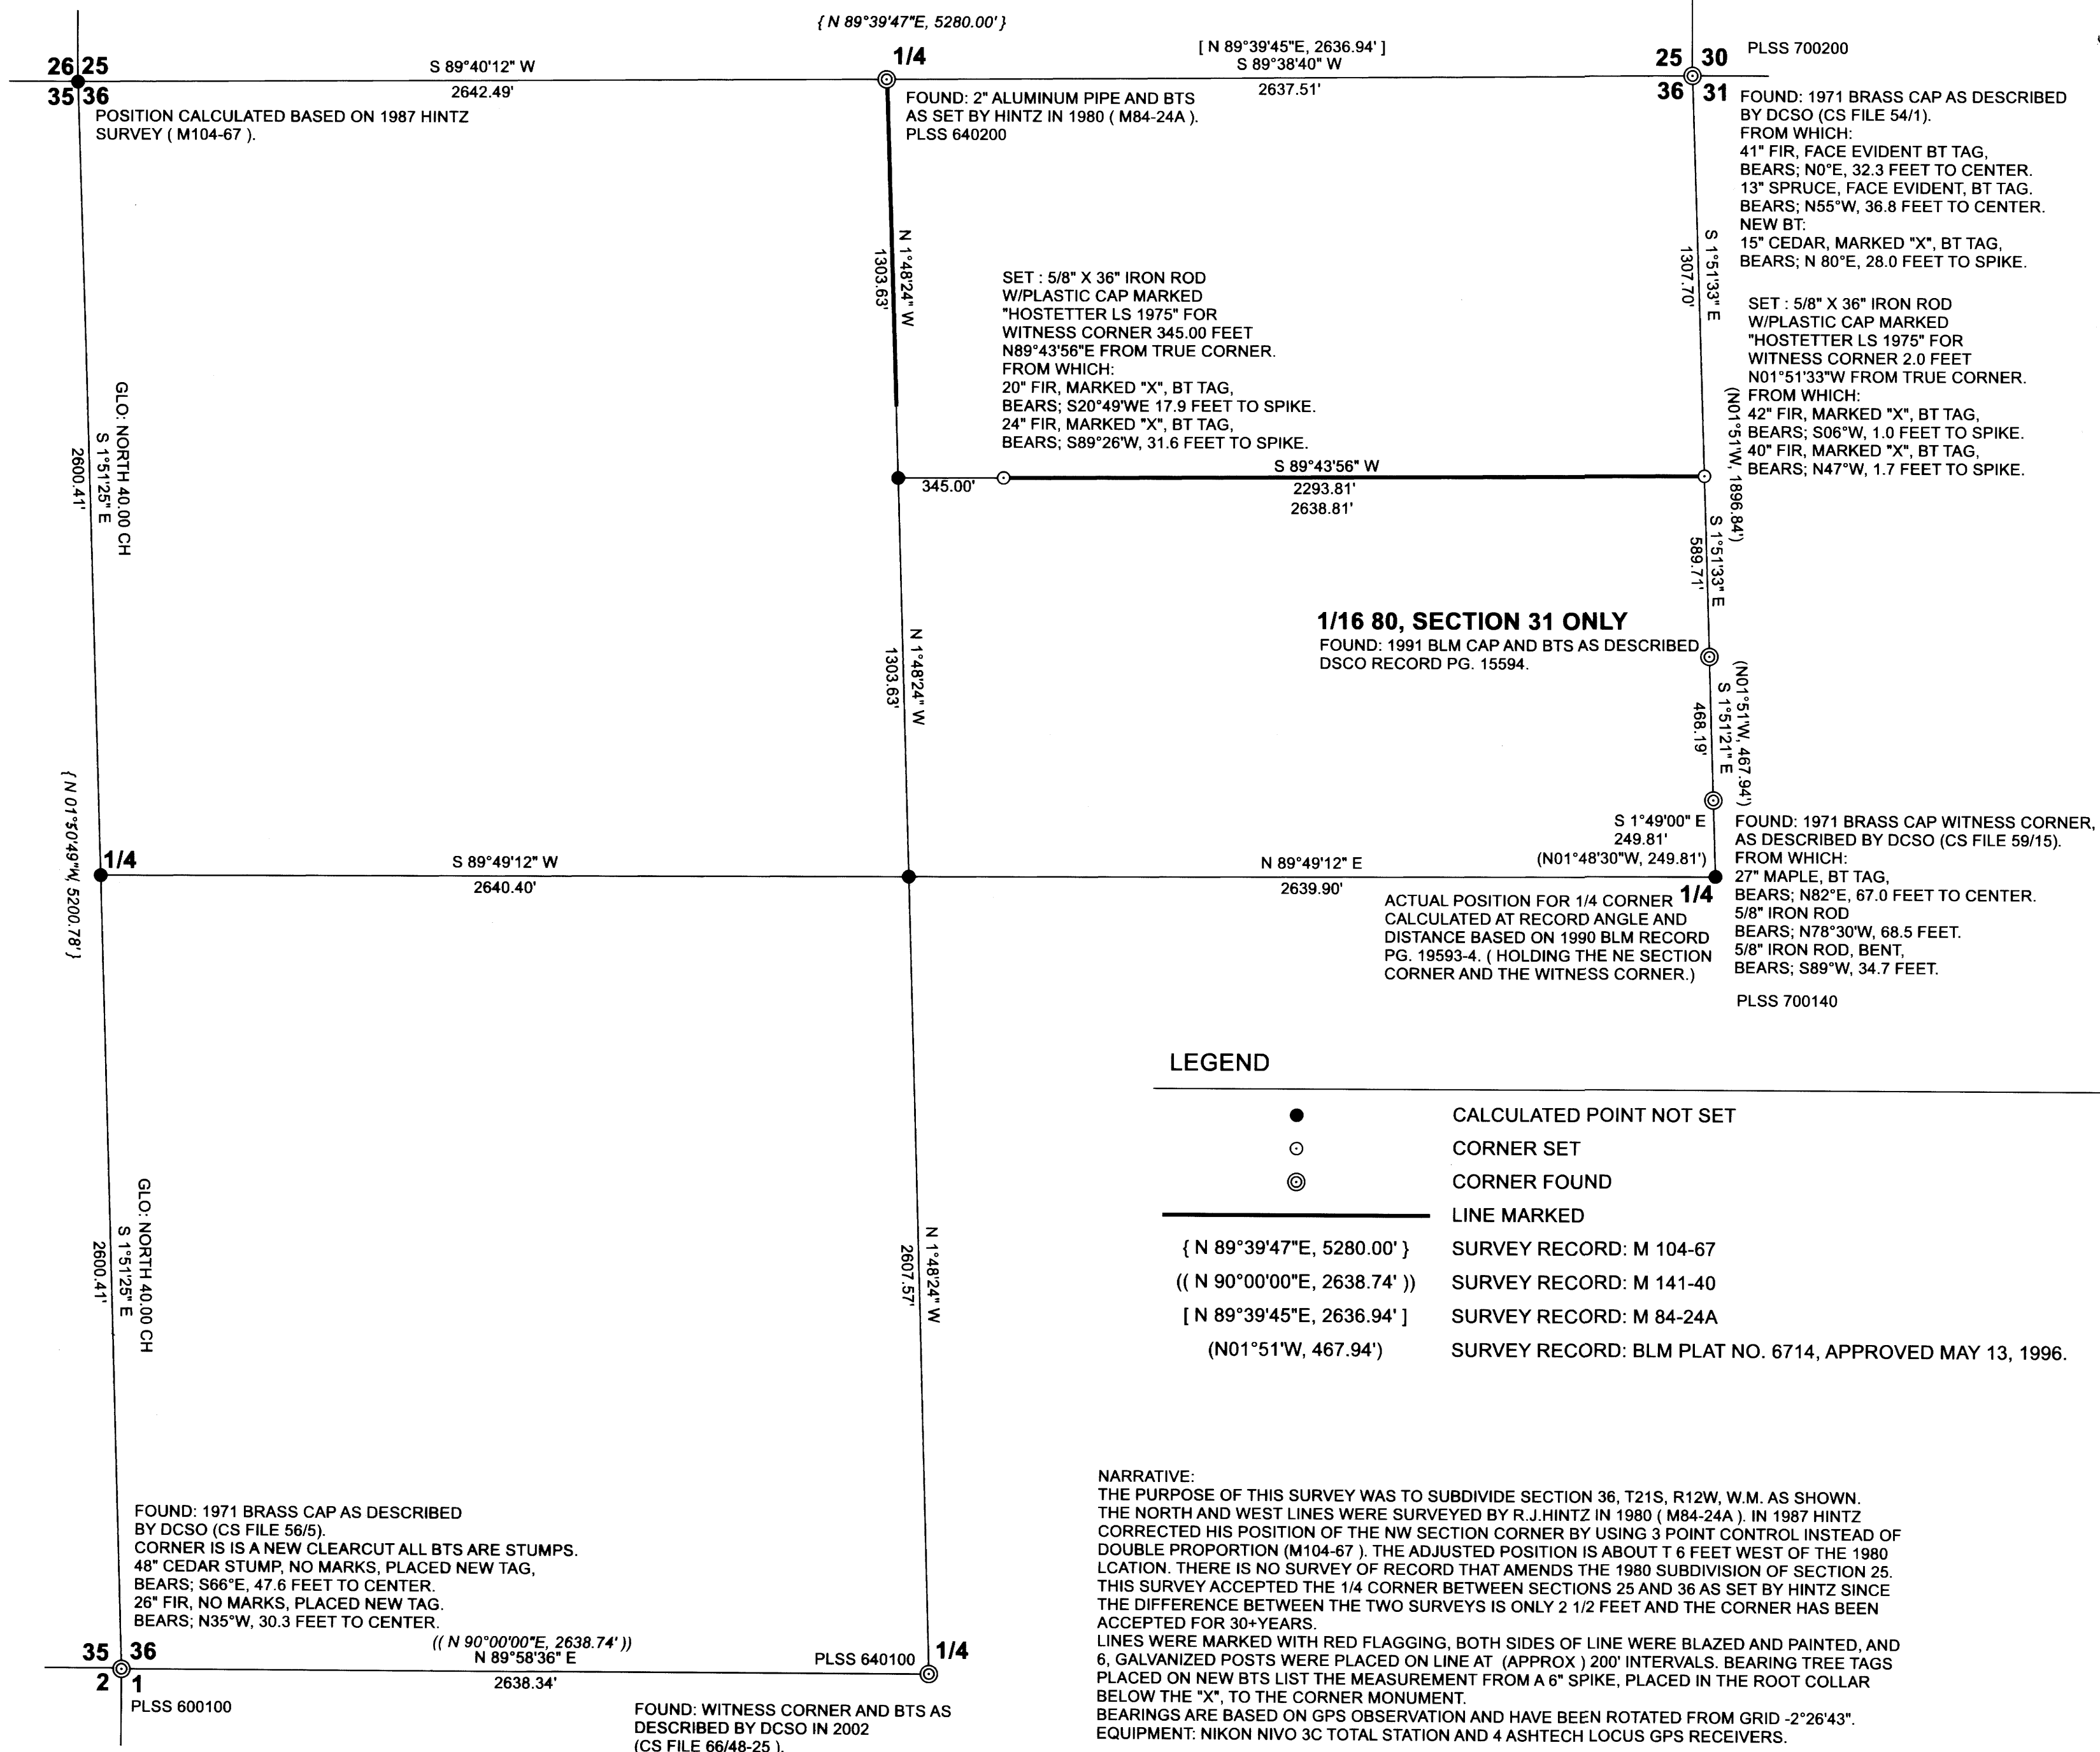 { N 89°39'47"E, 5280.00' }
[ N 89°39'45"E, 2636.94' ]
26 25
S 89°40'12" W
1/4
S 89°38'40" W
25 30
PLSS 700200
35 36
2642.49'
2637.51'
36 31
POSITION CALCULATED BASED ON 1987 HINTZ
SURVEY ( M104-67 ).
FOUND: 2" ALUMINUM PIPE AND BTS
AS SET BY HINTZ IN 1980 ( M84-24A ).
PLSS 640200
FOUND: 1971 BRASS CAP AS DESCRIBED
BY DCSO (CS FILE 54/1).
FROM WHICH:
41" FIR, FACE EVIDENT BT TAG,
BEARS; N0°E, 32.3 FEET TO CENTER.
13" SPRUCE, FACE EVIDENT, BT TAG.
BEARS; N55°W, 36.8 FEET TO CENTER.
NEW BT:
15" CEDAR, MARKED "X", BT TAG,
BEARS; N 80°E, 28.0 FEET TO SPIKE.
N 1°48'24" W
1303.63'
S 1°51'33" E
1307.70'
SET : 5/8" X 36" IRON ROD
W/PLASTIC CAP MARKED
"HOSTETTER LS 1975" FOR
WITNESS CORNER 345.00 FEET
N89°43'56"E FROM TRUE CORNER.
FROM WHICH:
20" FIR, MARKED "X", BT TAG,
BEARS; S20°49'WE 17.9 FEET TO SPIKE.
24" FIR, MARKED "X", BT TAG,
BEARS; S89°26'W, 31.6 FEET TO SPIKE.
SET : 5/8" X 36" IRON ROD
W/PLASTIC CAP MARKED
"HOSTETTER LS 1975" FOR
WITNESS CORNER 2.0 FEET
N01°51'33"W FROM TRUE CORNER.
FROM WHICH:
42" FIR, MARKED "X", BT TAG,
BEARS; S06°W, 1.0 FEET TO SPIKE.
40" FIR, MARKED "X", BT TAG,
BEARS; N47°W, 1.7 FEET TO SPIKE.
(N01°51'W, 1896.84')
GLO: NORTH 40.00 CH
S 1°51'25" E
2600.41'
S 89°43'56" W
345.00'
2293.81'
2638.81'
S 1°51'33" E
589.71'
1/16 80, SECTION 31 ONLY
FOUND: 1991 BLM CAP AND BTS AS DESCRIBED
DSCO RECORD PG. 15594.
N 1°48'24" W
1303.63'
(N01°51'W, 467.94')
S 1°51'21" E
468.19'
{ N 01°50'49"W, 5200.78' }
1/4
S 89°49'12" W
2640.40'
N 89°49'12" E
2639.90'
S 1°49'00" E
249.81'
(N01°48'30"W, 249.81')
1/4
ACTUAL POSITION FOR 1/4 CORNER
CALCULATED AT RECORD ANGLE AND
DISTANCE BASED ON 1990 BLM RECORD
PG. 19593-4. ( HOLDING THE NE SECTION
CORNER AND THE WITNESS CORNER.)
FOUND: 1971 BRASS CAP WITNESS CORNER,
AS DESCRIBED BY DCSO (CS FILE 59/15).
FROM WHICH:
27" MAPLE, BT TAG,
BEARS; N82°E, 67.0 FEET TO CENTER.
5/8" IRON ROD
BEARS; N78°30'W, 68.5 FEET.
5/8" IRON ROD, BENT,
BEARS; S89°W, 34.7 FEET.
PLSS 700140
LEGEND
CALCULATED POINT NOT SET
CORNER SET
CORNER FOUND
LINE MARKED
{ N 89°39'47"E, 5280.00' } SURVEY RECORD: M 104-67
(( N 90°00'00"E, 2638.74' )) SURVEY RECORD: M 141-40
[ N 89°39'45"E, 2636.94' ] SURVEY RECORD: M 84-24A
(N01°51'W, 467.94') SURVEY RECORD: BLM PLAT NO. 6714, APPROVED MAY 13, 1996.
GLO: NORTH 40.00 CH
S 1°51'25" E
2600.41'
N 1°48'24" W
2607.57'
FOUND: 1971 BRASS CAP AS DESCRIBED
BY DCSO (CS FILE 56/5).
CORNER IS IS A NEW CLEARCUT ALL BTS ARE STUMPS.
48" CEDAR STUMP, NO MARKS, PLACED NEW TAG,
BEARS; S66°E, 47.6 FEET TO CENTER.
26" FIR, NO MARKS, PLACED NEW TAG.
BEARS; N35°W, 30.3 FEET TO CENTER.
(( N 90°00'00"E, 2638.74' ))
35 36
N 89°58'36" E
PLSS 640100
1/4
2 1
2638.34'
PLSS 600100
FOUND: WITNESS CORNER AND BTS AS
DESCRIBED BY DCSO IN 2002
(CS FILE 66/48-25 ).
NARRATIVE:
THE PURPOSE OF THIS SURVEY WAS TO SUBDIVIDE SECTION 36, T21S, R12W, W.M. AS SHOWN.
THE NORTH AND WEST LINES WERE SURVEYED BY R.J.HINTZ IN 1980 ( M84-24A ). IN 1987 HINTZ
CORRECTED HIS POSITION OF THE NW SECTION CORNER BY USING 3 POINT CONTROL INSTEAD OF
DOUBLE PROPORTION (M104-67 ). THE ADJUSTED POSITION IS ABOUT T 6 FEET WEST OF THE 1980
LCATION. THERE IS NO SURVEY OF RECORD THAT AMENDS THE 1980 SUBDIVISION OF SECTION 25.
THIS SURVEY ACCEPTED THE 1/4 CORNER BETWEEN SECTIONS 25 AND 36 AS SET BY HINTZ SINCE
THE DIFFERENCE BETWEEN THE TWO SURVEYS IS ONLY 2 1/2 FEET AND THE CORNER HAS BEEN
ACCEPTED FOR 30+YEARS.
LINES WERE MARKED WITH RED FLAGGING, BOTH SIDES OF LINE WERE BLAZED AND PAINTED, AND
6, GALVANIZED POSTS WERE PLACED ON LINE AT (APPROX ) 200' INTERVALS. BEARING TREE TAGS
PLACED ON NEW BTS LIST THE MEASUREMENT FROM A 6" SPIKE, PLACED IN THE ROOT COLLAR
BELOW THE "X", TO THE CORNER MONUMENT.
BEARINGS ARE BASED ON GPS OBSERVATION AND HAVE BEEN ROTATED FROM GRID -2°26'43".
EQUIPMENT: NIKON NIVO 3C TOTAL STATION AND 4 ASHTECH LOCUS GPS RECEIVERS.